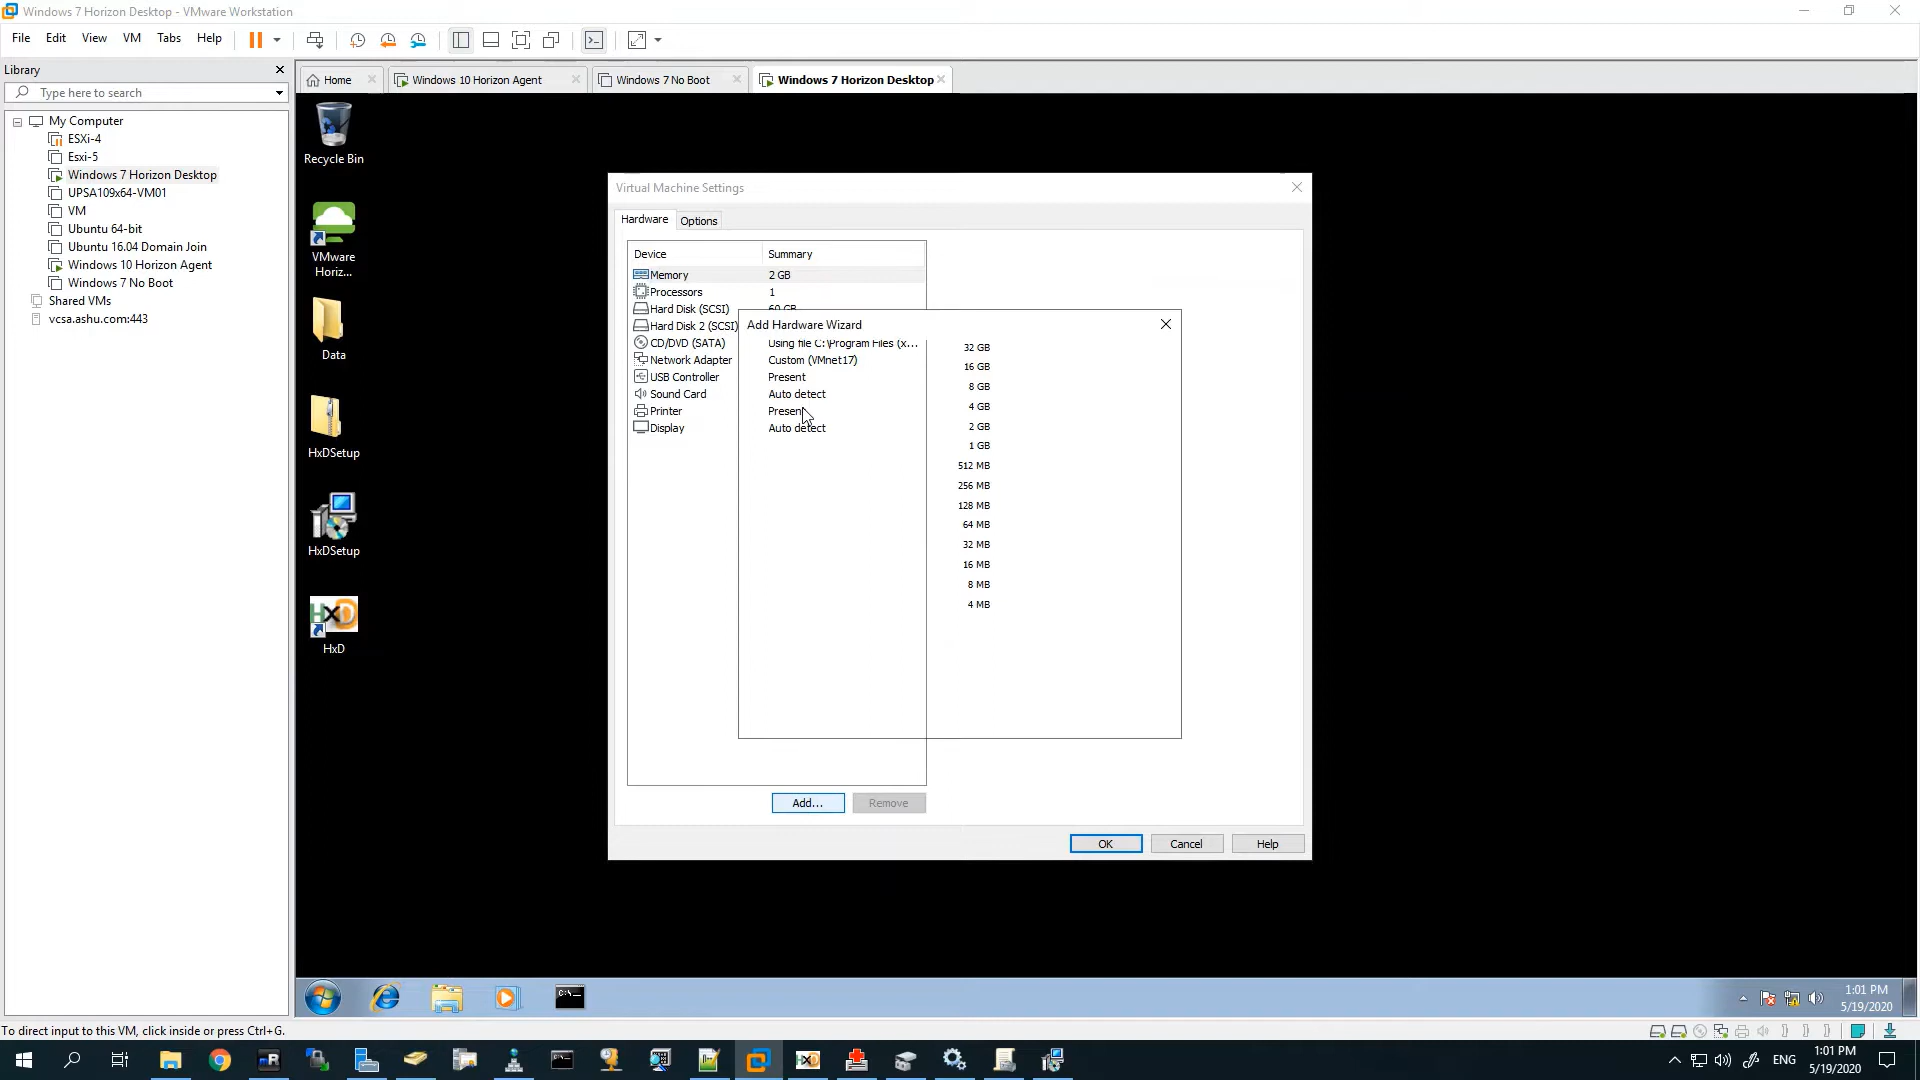 Windows 7 Horizon Desktop - VMware Workstation
File Edit View VM Tabs Help
Library
Type here to search
Home
Windows 10 Horizon Agent
Windows 7 No Boot
Windows 7 Horizon Desktop
My Computer
ESXi-4
Esxi-5
Windows 7 Horizon Desktop
UPSA109x64-VM01
VM
Ubuntu 64-bit
Ubuntu 16.04 Domain Join
Windows 10 Horizon Agent
Windows 7 No Boot
Shared VMs
vcsa.ashu.com:443
Recycle Bin
VMware
Horiz...
Data
HxDSetup
HxDSetup
HxD
HxD
Virtual Machine Settings
Hardware Options
Device Summary
Memory 2 GB
Processors 1
Hard Disk (SCSI) 60 GB
Hard Disk 2 (SCSI)
CD/DVD (SATA) Using file C:\Program Files (x...
Network Adapter Custom (VMnet17)
USB Controller Present
Sound Card Auto detect
Printer Present
Display Auto detect
Add Hardware Wizard
32 GB
16 GB
8 GB
4 GB
2 GB
1 GB
512 MB
256 MB
128 MB
64 MB
32 MB
16 MB
8 MB
4 MB
Add... Remove
OK Cancel Help
C:\
1:01 PM
5/19/2020
To direct input to this VM, click inside or press Ctrl+G.
ENG
1:01 PM
5/19/2020